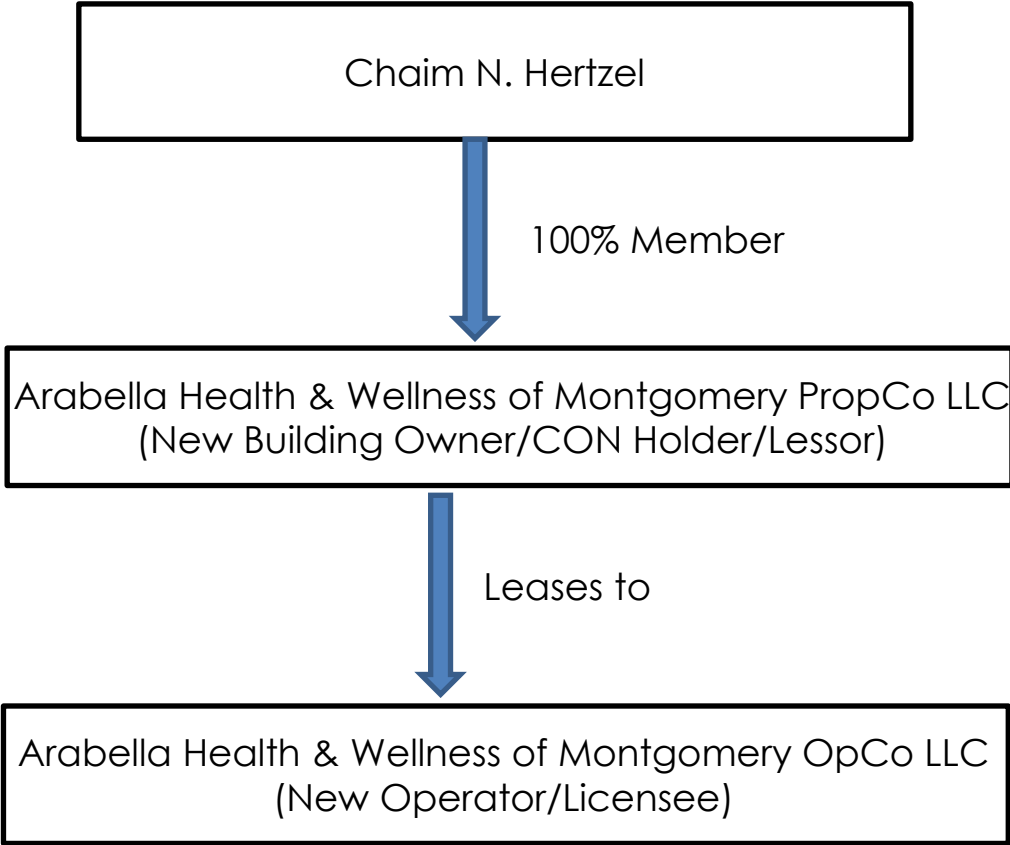 Chaim N. Hertzel
100% Member
Arabella Health & Wellness of Montgomery PropCo LLC
(New Building Owner/CON Holder/Lessor)
Leases to
Arabella Health & Wellness of Montgomery OpCo LLC
(New Operator/Licensee)